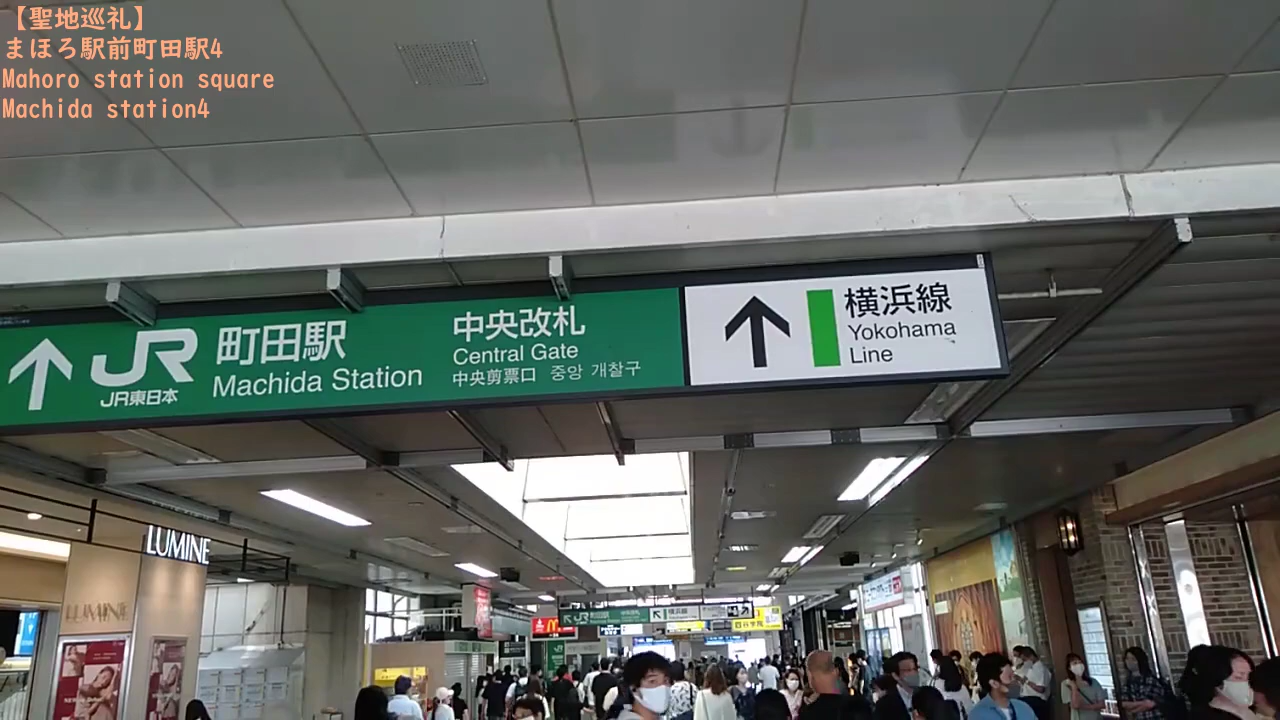 【聖地巡礼】
まほろ駅前町田駅4
Mahoro station square
Machida station4
JR
JR東日本
町田駅
Machida Station
中央改札
Central Gate
中央剪票口 중앙 개찰구
横浜線
Yokohama
Line
LUMINE
LUMINE